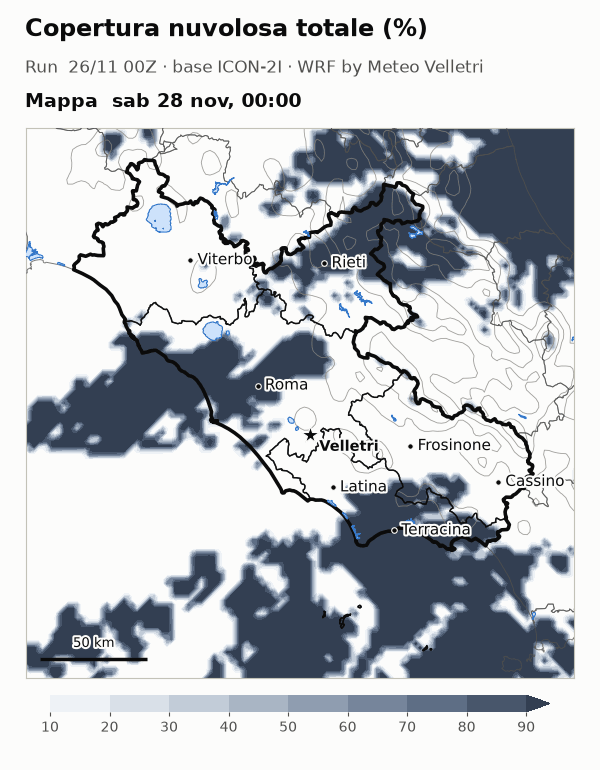 Copertura nuvolosa totale (%)
Run  26/11 00Z · base ICON-2I · WRF by Meteo Velletri
Mappa  sab 28 nov, 00:00
Viterbo
Rieti
Roma
Velletri
Frosinone
Latina
Cassino
Terracina
50 km
10 20 30 40 50 60 70 80 90